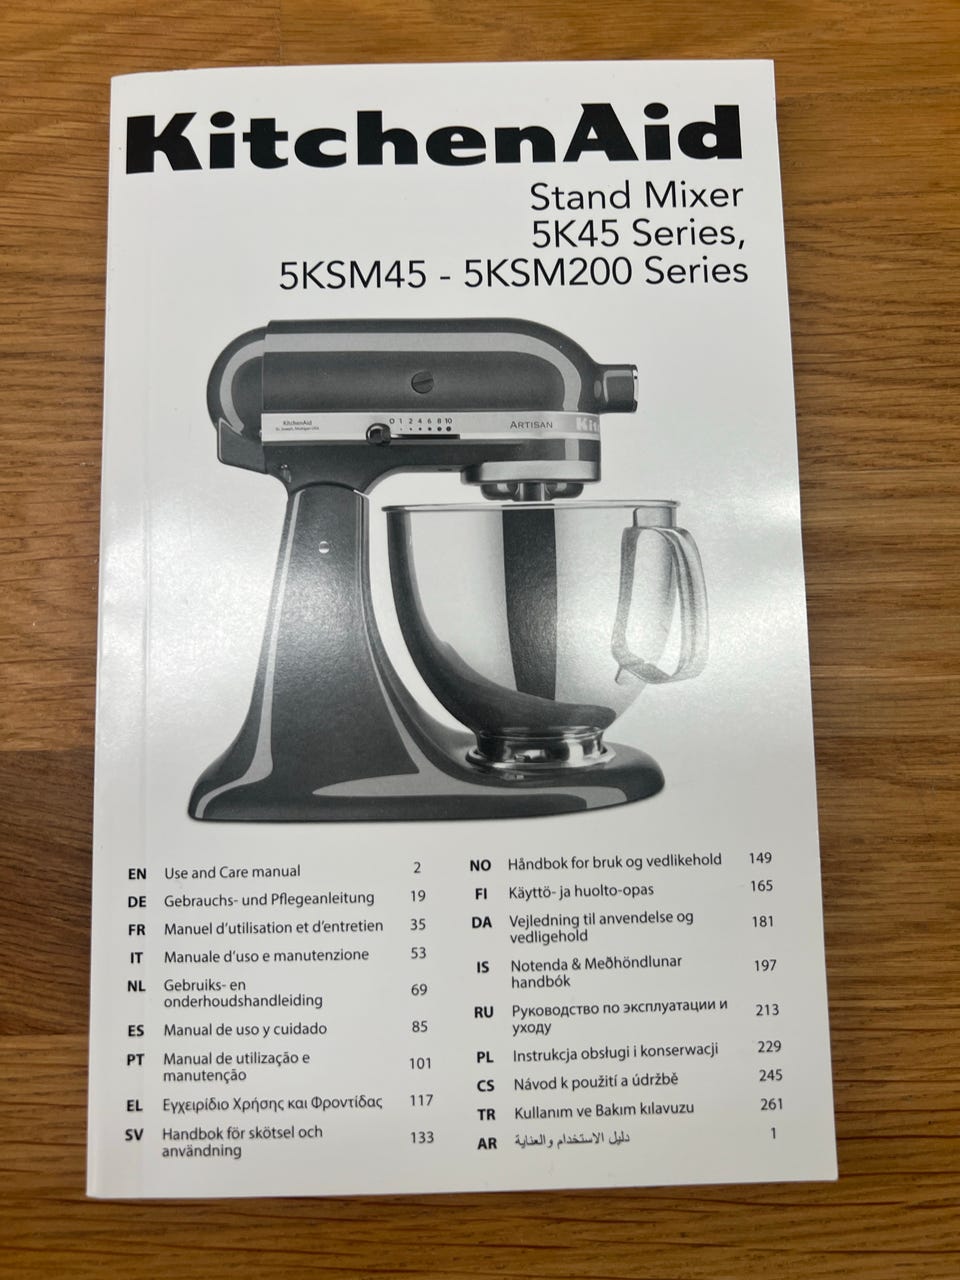 KitchenAid
Stand Mixer
5K45 Series,
5KSM45 - 5KSM200 Series
KitchenAid
St. Joseph, Michigan USA
0 1 2 4 6 8 10
ARTISAN
Kit
EN Use and Care manual 2
DE Gebrauchs- und Pflegeanleitung 19
FR Manuel d'utilisation et d'entretien 35
IT Manuale d'uso e manutenzione 53
NL Gebruiks- en
onderhoudshandleiding 69
ES Manual de uso y cuidado 85
PT Manual de utilização e
manutenção 101
EL Εγχειρίδιο Χρήσης και Φροντίδας 117
SV Handbok för skötsel och
användning 133
NO Håndbok for bruk og vedlikehold 149
FI Käyttö- ja huolto-opas 165
DA Vejledning til anvendelse og
vedligehold 181
IS Notenda & Meðhöndlunar
handbók 197
RU Руководство по эксплуатации и
уходу 213
PL Instrukcja obsługi i konserwacji 229
CS Návod k použití a údržbě 245
TR Kullanım ve Bakım kılavuzu 261
AR دليل الاستخدام والعناية 1